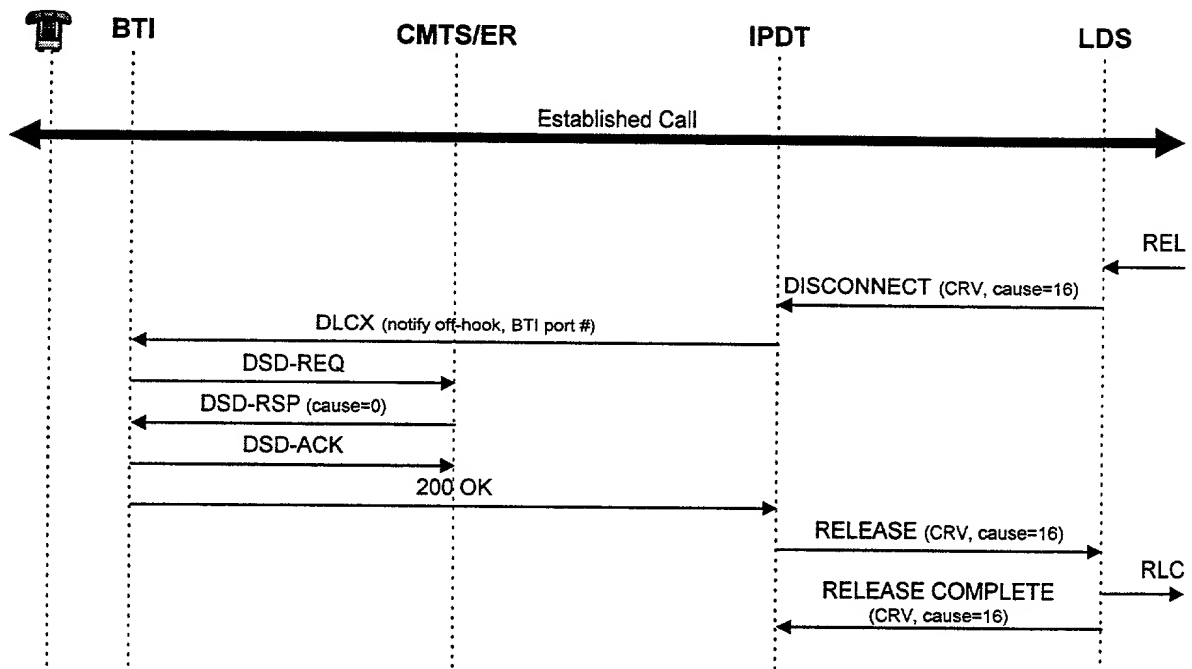 BTI
CMTS/ER
IPDT
LDS
Established Call
REL
DISCONNECT (CRV, cause=16)
DLCX (notify off-hook, BTI port #)
DSD-REQ
DSD-RSP (cause=0)
DSD-ACK
200 OK
RELEASE (CRV, cause=16)
RLC
RELEASE COMPLETE
(CRV, cause=16)